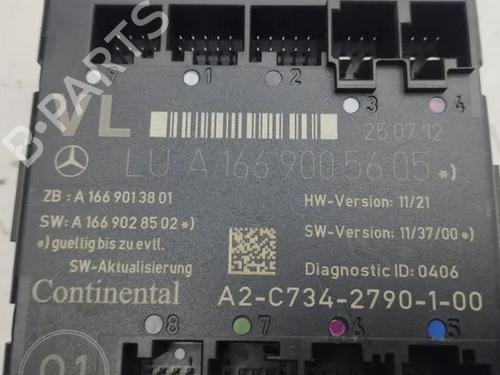 1 2
3 4
VL
25.07.12
LU A 166 900 56 05 *)
ZB : A 166 901 38 01
HW-Version: 11/21
SW: A 166 902 85 02 *)
SW-Version: 11/37/00 *)
*) gueltig bis zu evtl.
SW-Aktualisierung
Diagnostic ID: 0406
Continental A2-C734-2790-1-00
8 7 6 5
B-PARTS